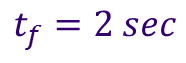 t_f = 2 sec